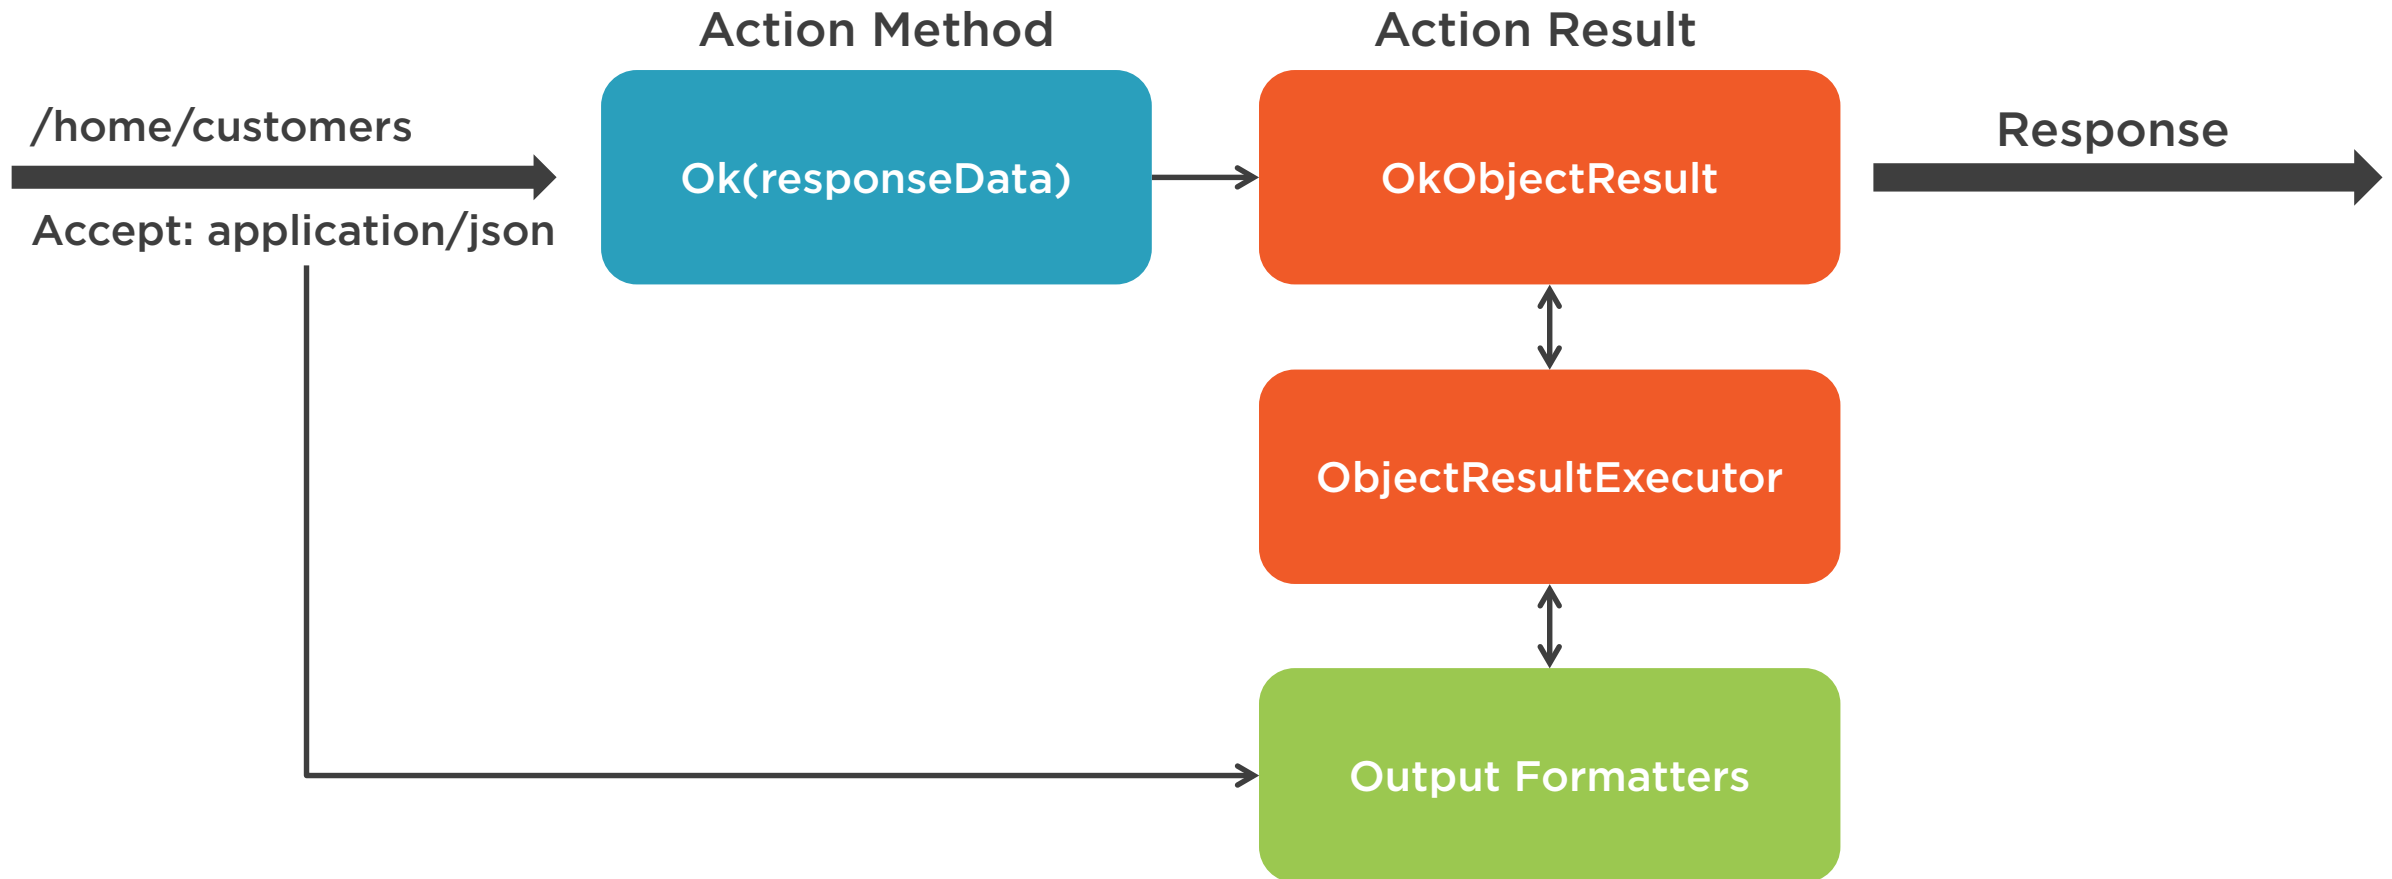 Action Method
Action Result
/home/customers
Accept: application/json
Ok(responseData)
OkObjectResult
Response
ObjectResultExecutor
Output Formatters